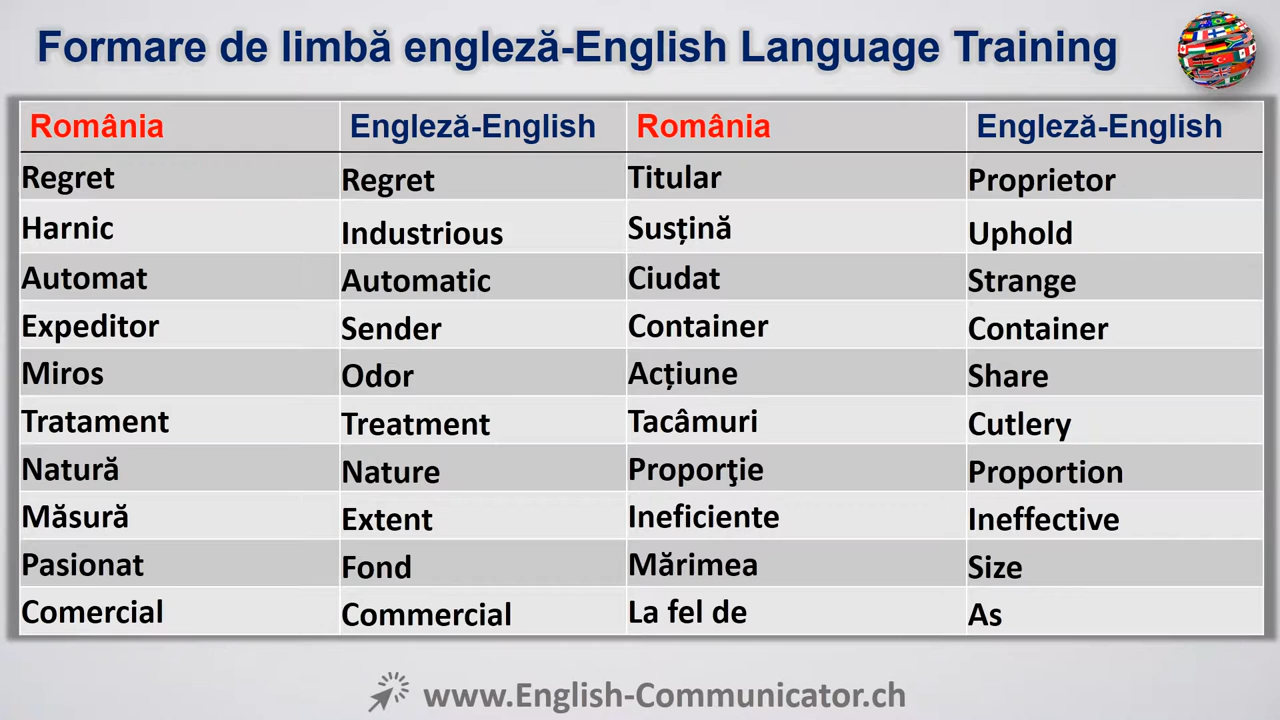 Formare de limbă engleză-English Language Training
România Engleză-English România Engleză-English
Regret Regret Titular Proprietor
Harnic Industrious Susțină Uphold
Automat Automatic Ciudat Strange
Expeditor Sender Container Container
Miros Odor Acțiune Share
Tratament Treatment Tacâmuri Cutlery
Natură Nature Proporţie Proportion
Măsură Extent Ineficiente Ineffective
Pasionat Fond Mărimea Size
Comercial Commercial La fel de As
www.English-Communicator.ch